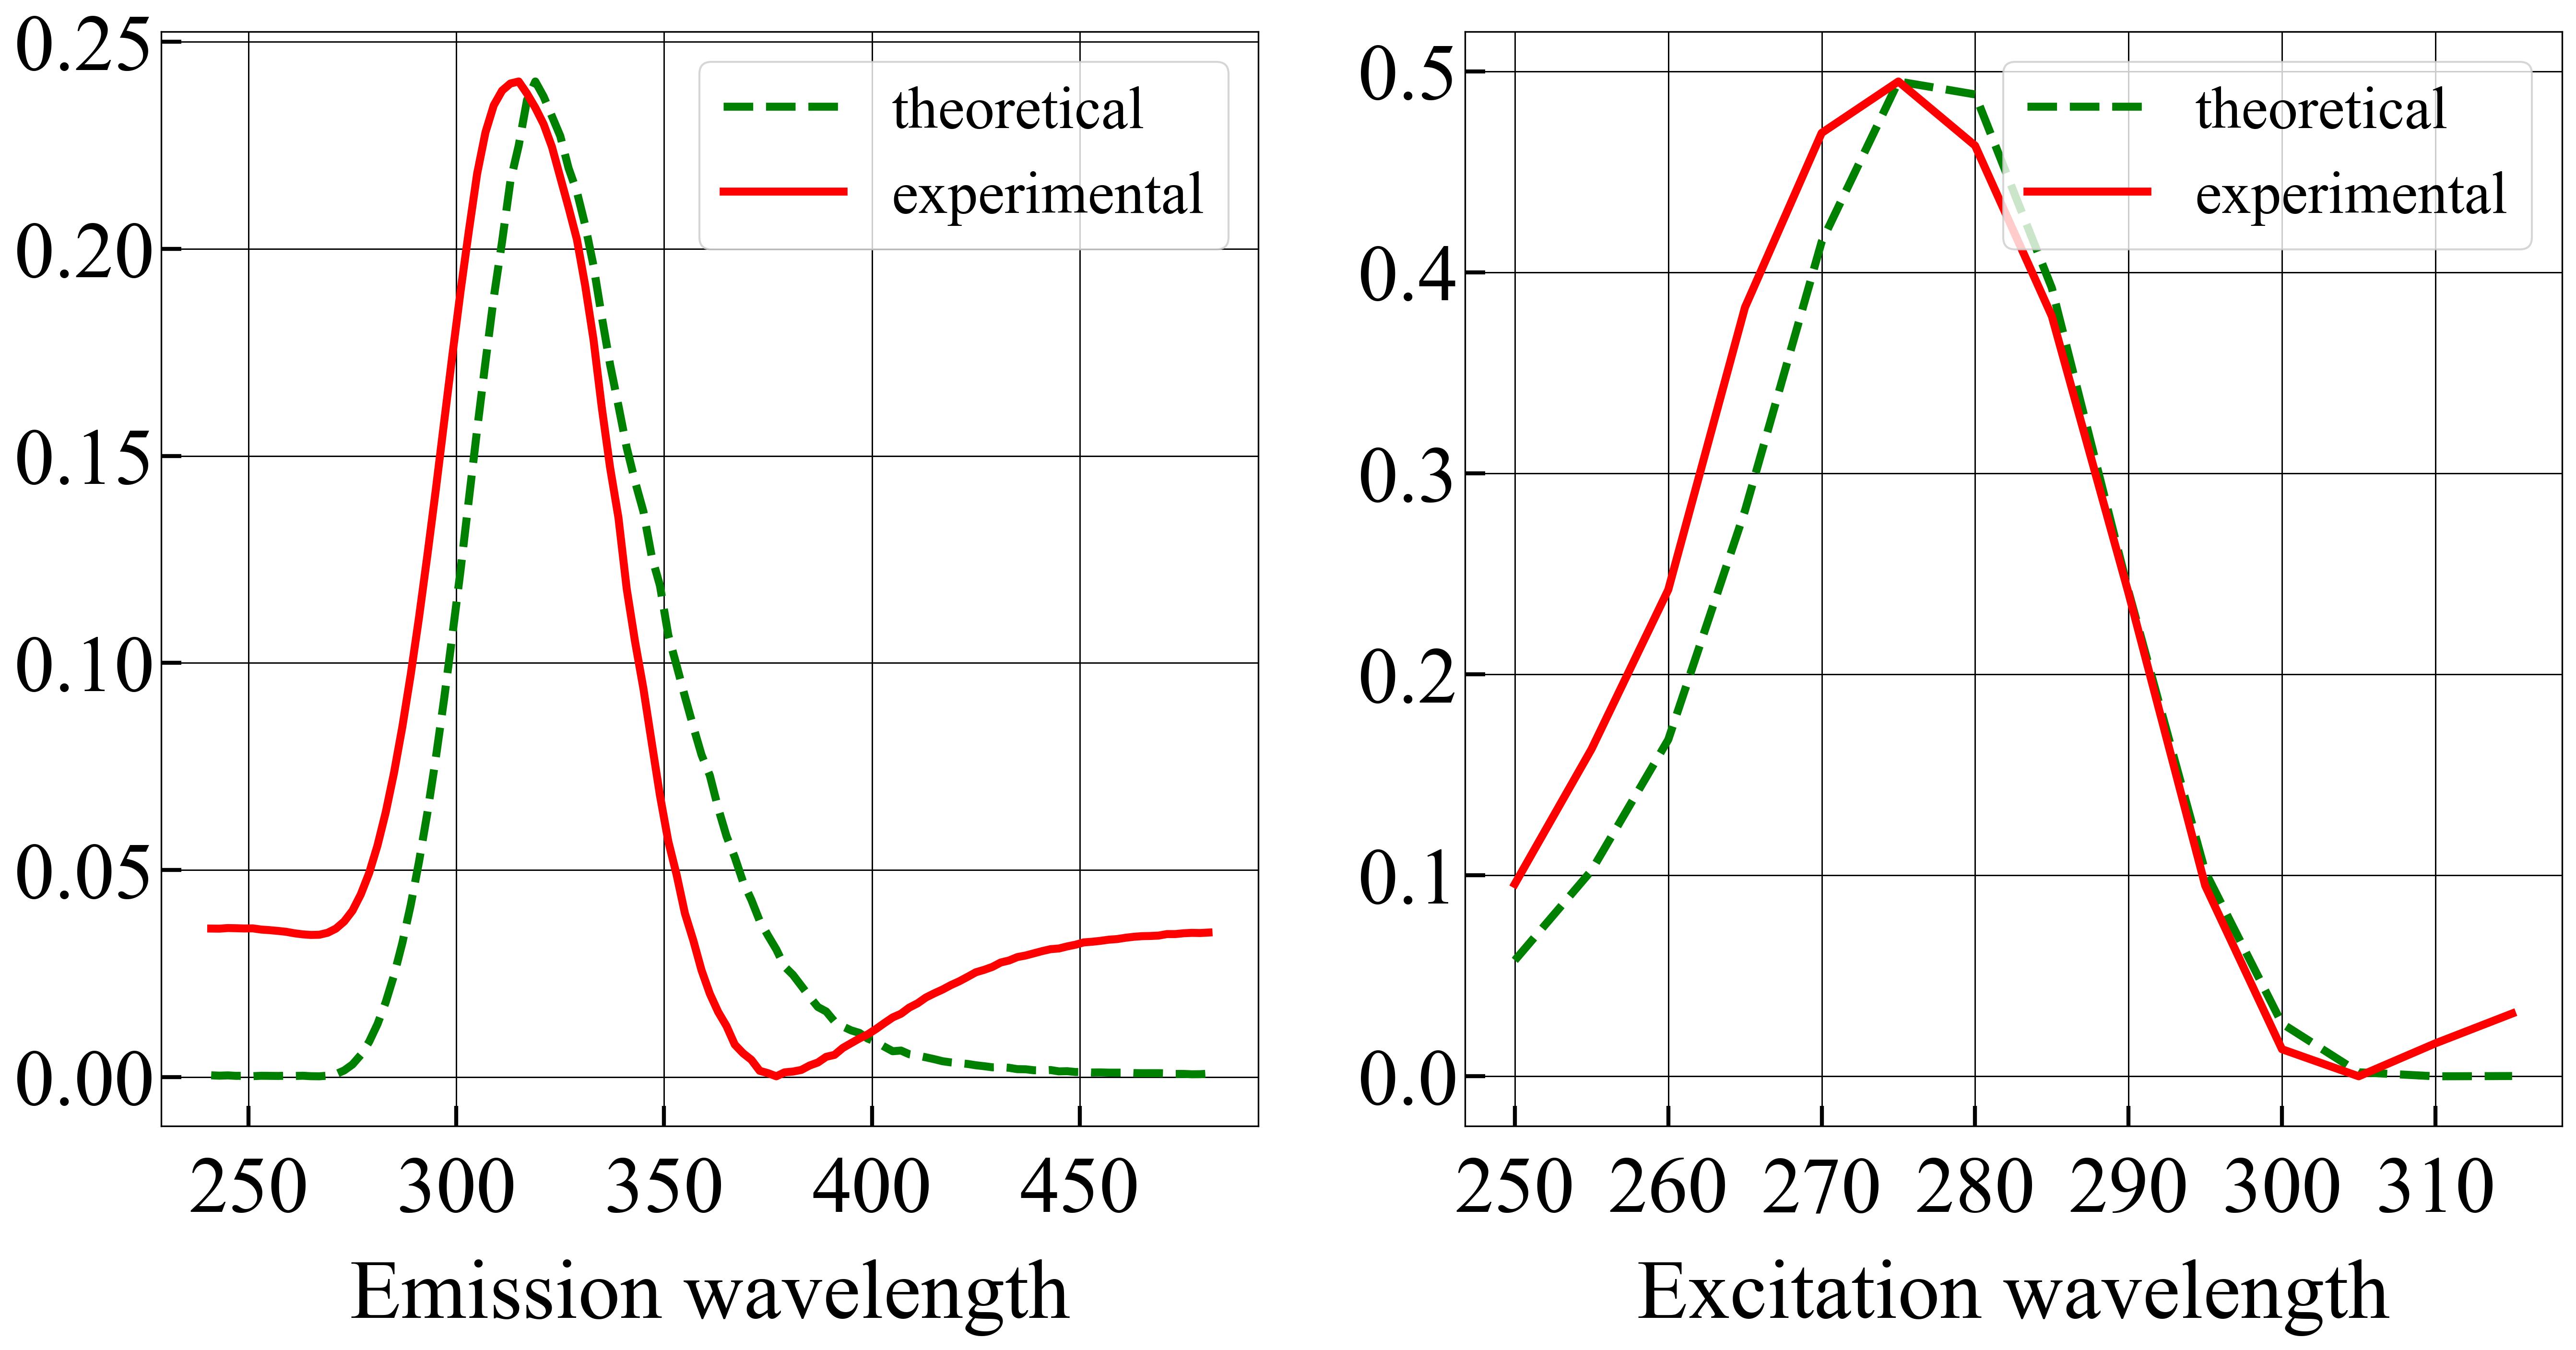 0.25
0.20
0.15
0.10
0.05
0.00
250 300 350 400 450
Emission wavelength
theoretical
experimental
0.5
0.4
0.3
0.2
0.1
0.0
250 260 270 280 290 300 310
Excitation wavelength
theoretical
experimental